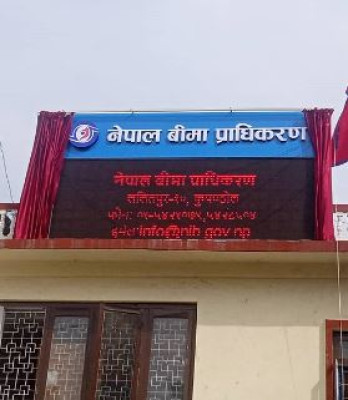 नेपाल बीमा प्राधिकरण
नेपाल बीमा प्राधिकरण
ललितपुर-१०, कुपण्डोल
info@nib.gov.np